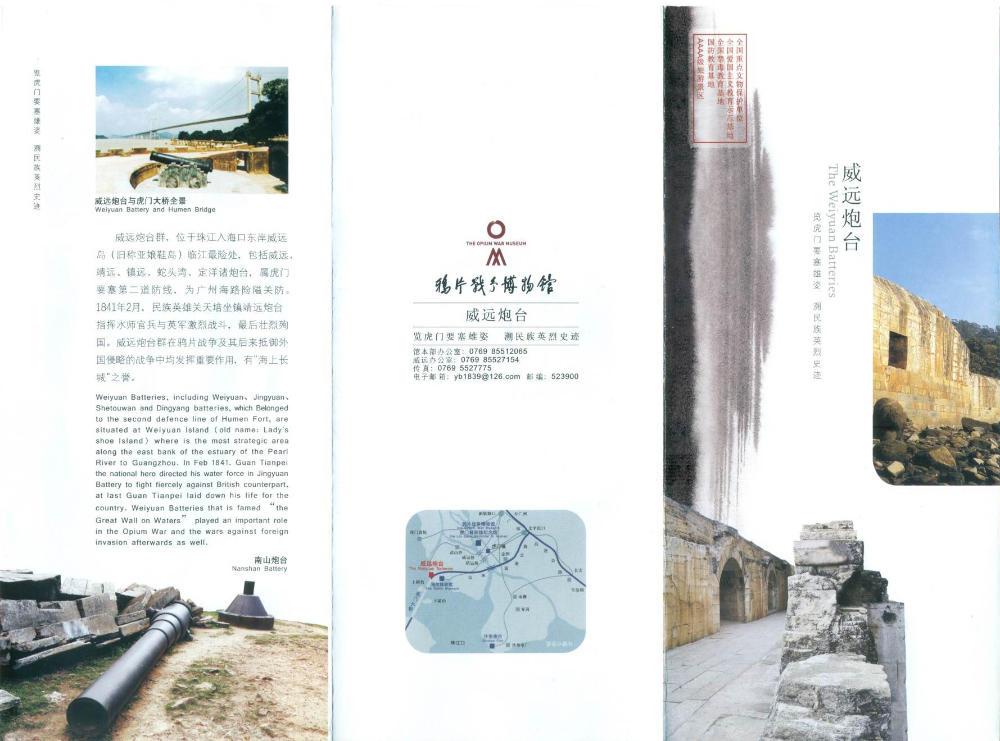 览虎门要塞雄姿 溯民族英烈史迹
威远炮台与虎门大桥全景
Weiyuan Battery and Humen Bridge
威远炮台群，位于珠江入海口东岸威远
岛（旧称亚娘鞋岛）临江最险处，包括威远、
靖远、镇远、蛇头湾、定洋诸炮台，属虎门
要塞第二道防线，为广州海路险隘关防。
1841年2月，民族英雄关天培坐镇靖远炮台
指挥水师官兵与英军激烈战斗，最后壮烈殉
国。威远炮台群在鸦片战争及其后来抵御外
国侵略的战争中均发挥重要作用，有"海上长
城"之誉。
Weiyuan Batteries, including Weiyuan、Jingyuan、
Shetouwan and Dingyang batteries, which Belonged
to the second defence line of Humen Fort, are
situated at Weiyuan Island (old name: Lady's
shoe Island) where is the most strategic area
along the east bank of the estuary of the Pearl
River to Guangzhou. In Feb 1841. Guan Tianpei
the national hero directed his water force in Jingyuan
Battery to fight fiercely against British counterpart,
at last Guan Tianpei laid down his life for the
country. Weiyuan Batteries that is famed “the
Great Wall on Waters” played an important role
in the Opium War and the wars against foreign
invasion afterwards as well.
南山炮台
Nanshan Battery
THE OPIUM WAR MUSEUM
鸦片战争博物馆
威远炮台
览虎门要塞雄姿 溯民族英烈史迹
馆本部办公室：0769 85512065
威远办公室：0769 85527154
传真：0769 5527775
电子邮箱：yb1839@126.com 邮编：523900
新联路口
至广州
鸦片战争博物馆
the Opium War Museum
虎门林则徐纪念馆
the Lin Zexu Memorial in Humen
广
深
高
速
公
路
太平出口
虎门渡轮
武山沙
虎门镇
威远桥
镇远桥
金洲
威远炮台
The Weiyuan Batteries
上横档
海战博物馆
Sea Battle Museum
京
珠
高
速
公
路
长安
至深圳
虎门大桥
下横档
南栅
安沟
珠江口
沙角炮台
Shajiao Fort
沙角电厂
全国重点文物保护单位
全国爱国主义教育示范基地
全国禁毒教育基地
国防教育基地
AAAA级旅游景区
威远炮台
The Weiyuan Batteries
览虎门要塞雄姿 溯民族英烈史迹